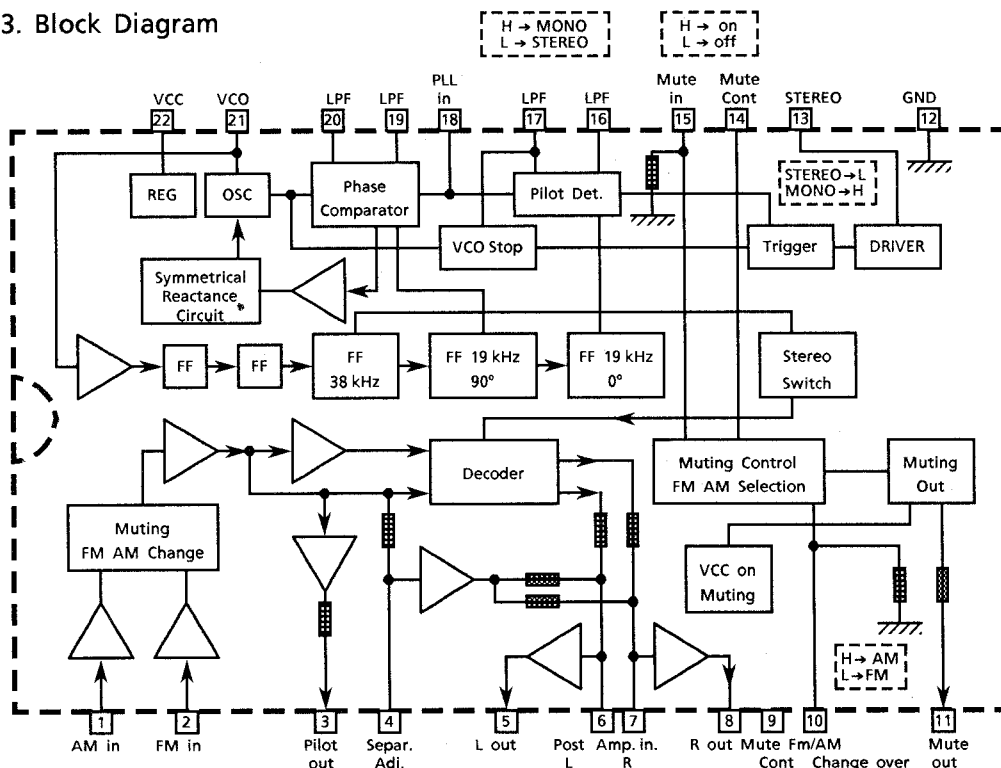 3. Block Diagram
H → MONO
L → STEREO
H → on
L → off
VCC
VCO
LPF
LPF
PLL
in
LPF
LPF
Mute
in
Mute
Cont
STEREO
GND
22
21
20
19
18
17
16
15
14
13
12
REG
OSC
Phase
Comparator
Pilot Det.
STEREO→L
MONO→H
VCO Stop
Trigger
DRIVER
Symmetrical
Reactance
Circuit
FF
FF
FF
38 kHz
FF 19 kHz
90°
FF 19 kHz
0°
Stereo
Switch
Decoder
Muting Control
FM AM Selection
Muting
Out
Muting
FM AM Change
VCC on
Muting
H→ AM
L→FM
1
2
3
4
5
6
7
8
9
10
11
AM in
FM in
Pilot
out
Separ.
Adj.
L out
Post Amp. in.
L R
R out
Mute
Cont
Fm/AM
Change over
Mute
out